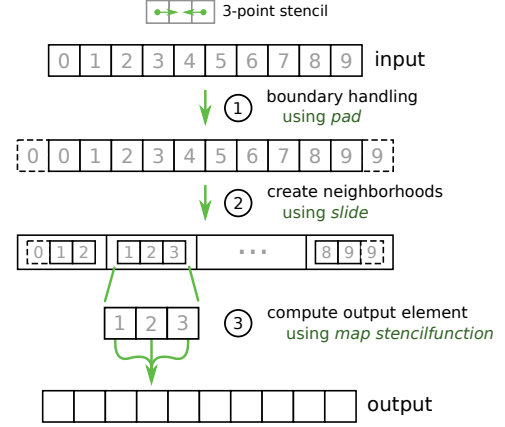 3-point stencil
0 1 2 3 4 5 6 7 8 9 input
1 boundary handling
using pad
0 0 1 2 3 4 5 6 7 8 9 9
2 create neighborhoods
using slide
0 1 2 1 2 3 ... 8 9 9
1 2 3
3 compute output element
using map stencilfunction
output